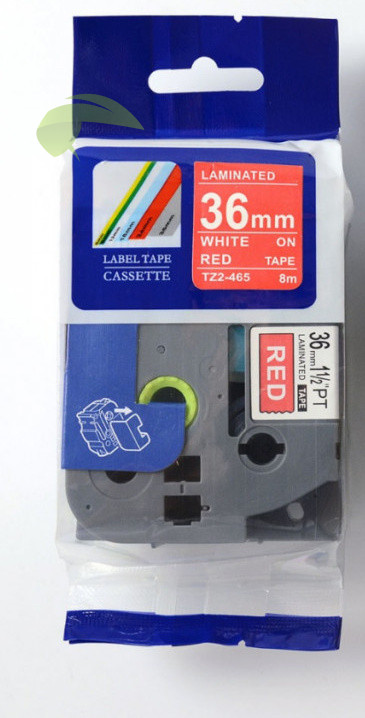 LAMINATED
36mm
WHITE ON
RED TAPE
TZ2-465 8m
LABEL TAPE
CASSETTE
36mm 1½"PT
LAMINATED TAPE
RED